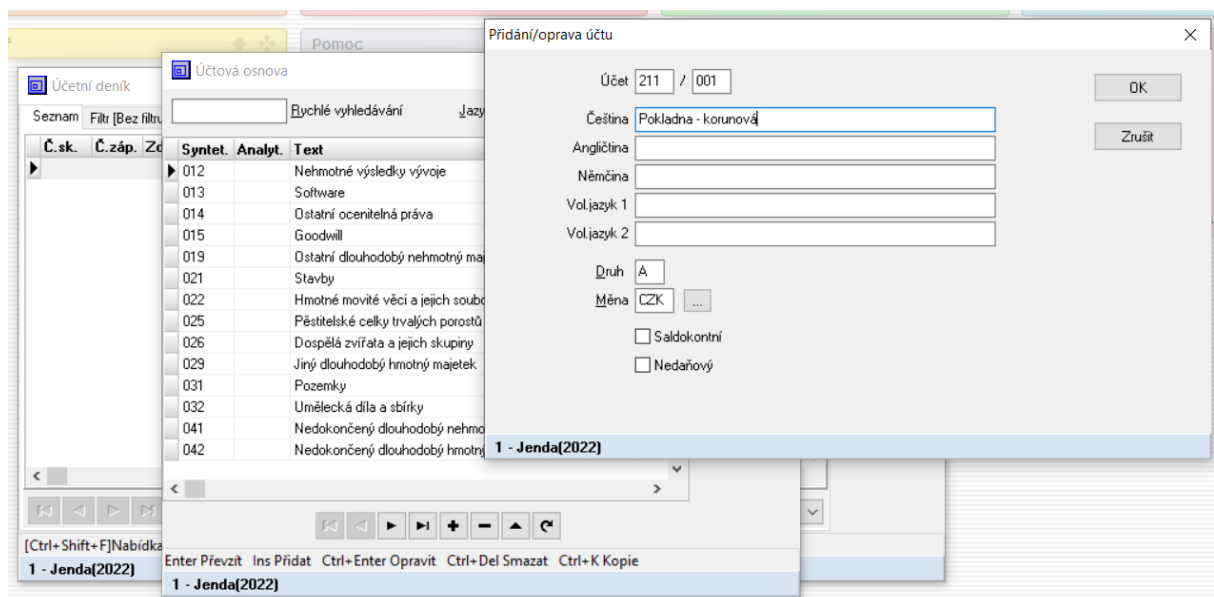 Pomoc
Účetní deník
Seznam Filtr [Bez filtru
Č.sk. Č.záp.
[Ctrl+Shift+F]Nabídka
1 - Jenda(2022)
Účtová osnova
Rychlé vyhledávání Jazy
Syntet. Analyt. Text
012 Nehmotné výsledky vývoje
013 Software
014 Ostatní ocenitelná práva
015 Goodwill
019 Ostatní dlouhodobý nehmotný maj
021 Stavby
022 Hmotné movité věci a jejich soubo
025 Pěstitelské celky trvalých porostů
026 Dospělá zvířata a jejich skupiny
029 Jiný dlouhodobý hmotný majetek
031 Pozemky
032 Umělecká díla a sbírky
041 Nedokončený dlouhodobý nehmo
042 Nedokončený dlouhodobý hmotný
Enter Převzít Ins Přidat Ctrl+Enter Opravit Ctrl+Del Smazat Ctrl+K Kopie
1 - Jenda(2022)
Přidání/oprava účtu
Účet 211 / 001
OK
Čeština Pokladna - korunová
Zrušit
Angličtina
Němčina
Vol.jazyk 1
Vol.jazyk 2
Druh A
Měna CZK ...
Saldokontní
Nedaňový
1 - Jenda(2022)